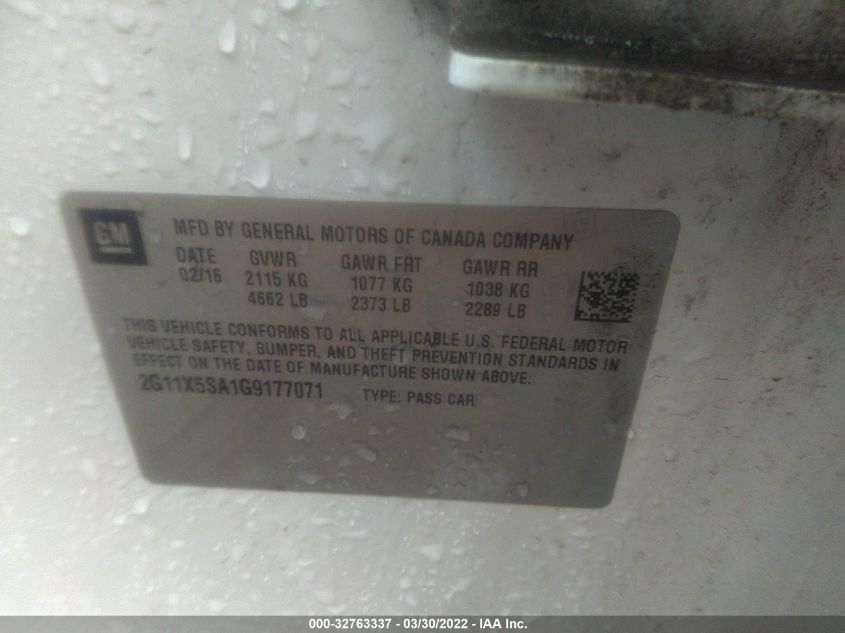 GM
MFD BY GENERAL MOTORS OF CANADA COMPANY
DATE GVWR GAWR FRT GAWR RR
02/16 2115 KG 1077 KG 1038 KG
4662 LB 2373 LB 2289 LB
THIS VEHICLE CONFORMS TO ALL APPLICABLE U.S. FEDERAL MOTOR
VEHICLE SAFETY, BUMPER, AND THEFT PREVENTION STANDARDS IN
EFFECT ON THE DATE OF MANUFACTURE SHOWN ABOVE.
2G11X5SA1G9177071 TYPE: PASS CAR
000-32763337 - 03/30/2022 - IAA Inc.